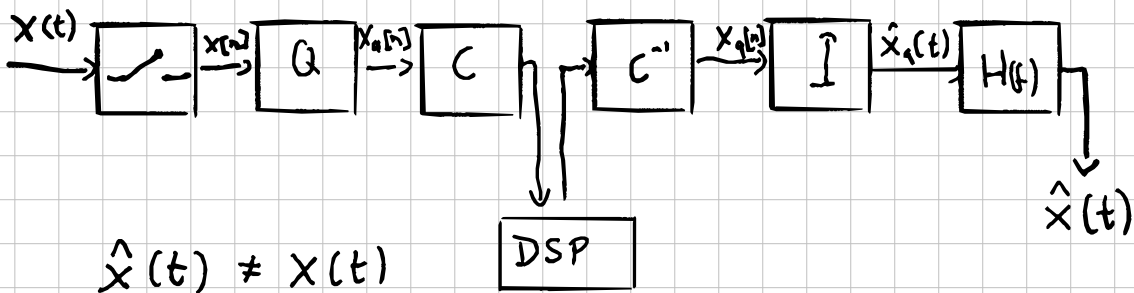 x(t) x[n] Q xq[n] C C⁻¹ xq[n] I x̂q(t) H(f)
x̂(t)
DSP
x̂(t) ≠ x(t)